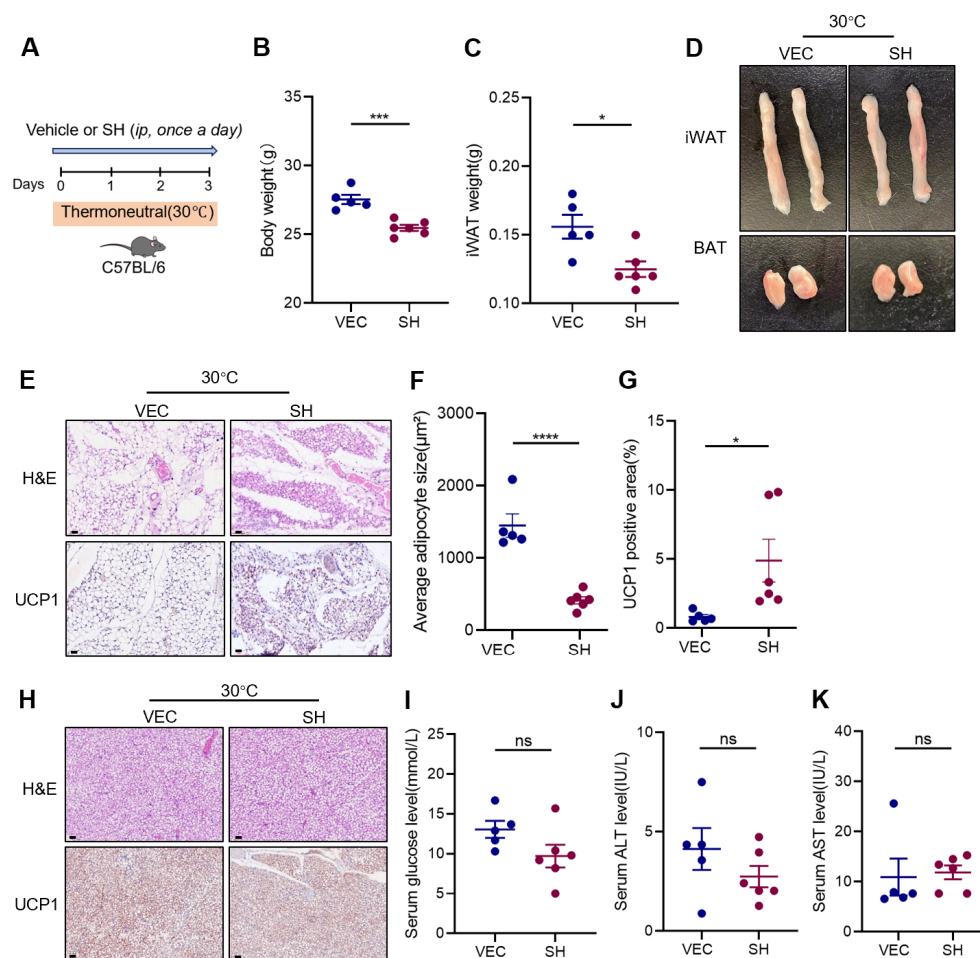 A
Vehicle or SH (ip, once a day)
Days 0 1 2 3
Thermoneutral(30℃)
C57BL/6
B
Body weight(g)
35
30
25
20
***
VEC SH
C
iWAT weight(g)
0.25
0.20
0.15
0.10
*
VEC SH
D
30°C
VEC SH
iWAT
BAT
E
30°C
VEC SH
H&E
UCP1
F
Average adipocyte size(µm²)
3000
2000
1000
0
****
VEC SH
G
UCP1 positive area(%)
15
10
5
0
*
VEC SH
H
30°C
VEC SH
H&E
UCP1
I
Serum glucose level(mmol/L)
25
20
15
10
5
0
ns
VEC SH
J
Serum ALT level(IU/L)
10
5
0
ns
VEC SH
K
Serum AST level(IU/L)
40
30
20
10
0
ns
VEC SH